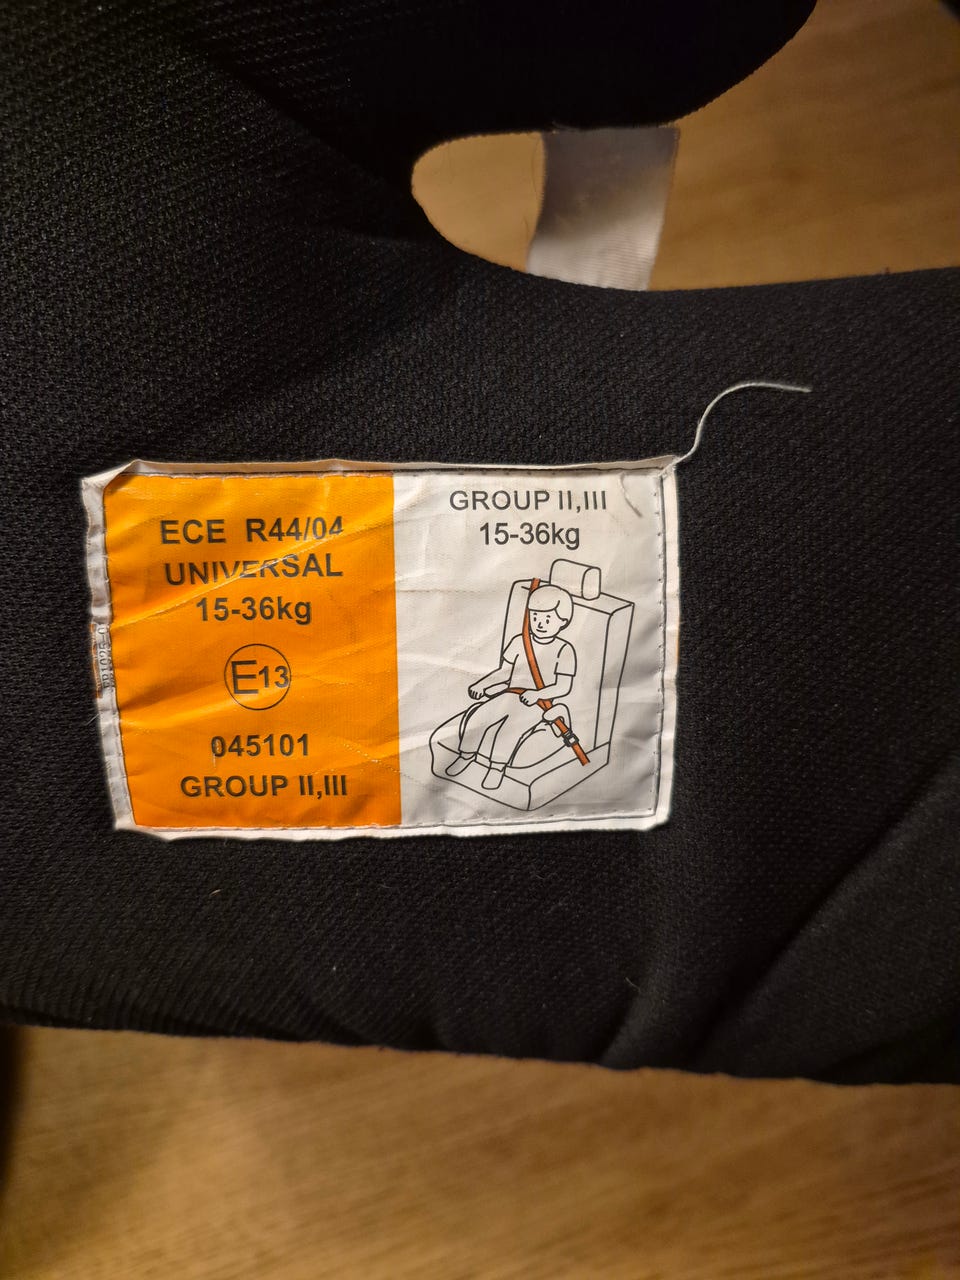 ECE R44/04
UNIVERSAL
15-36kg
E13
045101
GROUP II,III
GROUP II,III
15-36kg